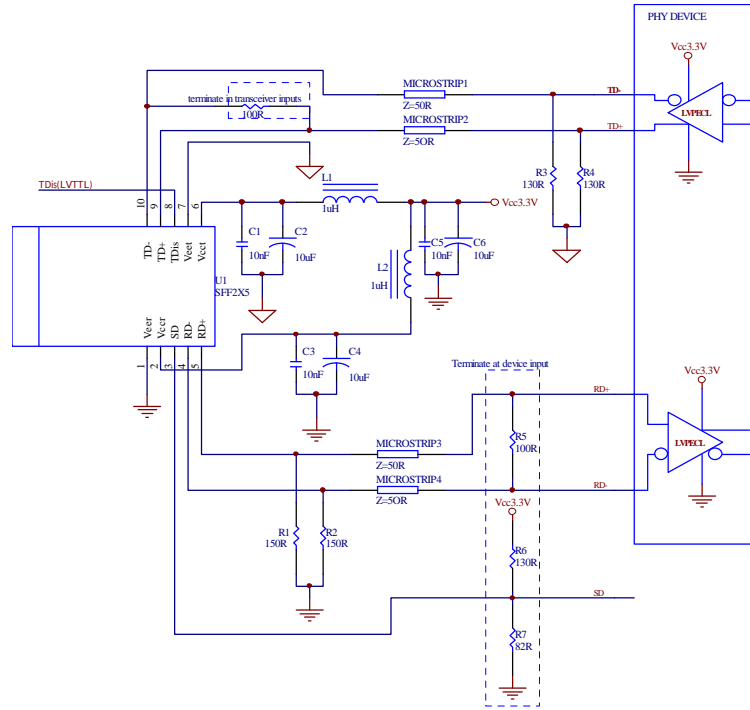 PHY DEVICE
Vcc3.3V
MICROSTRIP1
TD-
terminate in transceiver inputs
100R
Z=50R
LVPECL
MICROSTRIP2
TD+
Z=5OR
R3
130R
R4
130R
TDis(LVTTL)
L1
1uH
Vcc3.3V
10
9
8
7
6
TD-
TD+
TDis
Veet
Vcct
C1
10nF
C2
10uF
C5
10nF
C6
10uF
L2
1uH
U1
SFF2X5
Veer
Vccr
SD
RD-
RD+
1
2
3
4
5
C3
10nF
C4
10uF
Terminate at device input
Vcc3.3V
RD+
LVPECL
MICROSTRIP3
Z=50R
R5
100R
MICROSTRIP4
Z=5OR
RD-
Vcc3.3V
R1
150R
R2
150R
R6
130R
SD
R7
82R